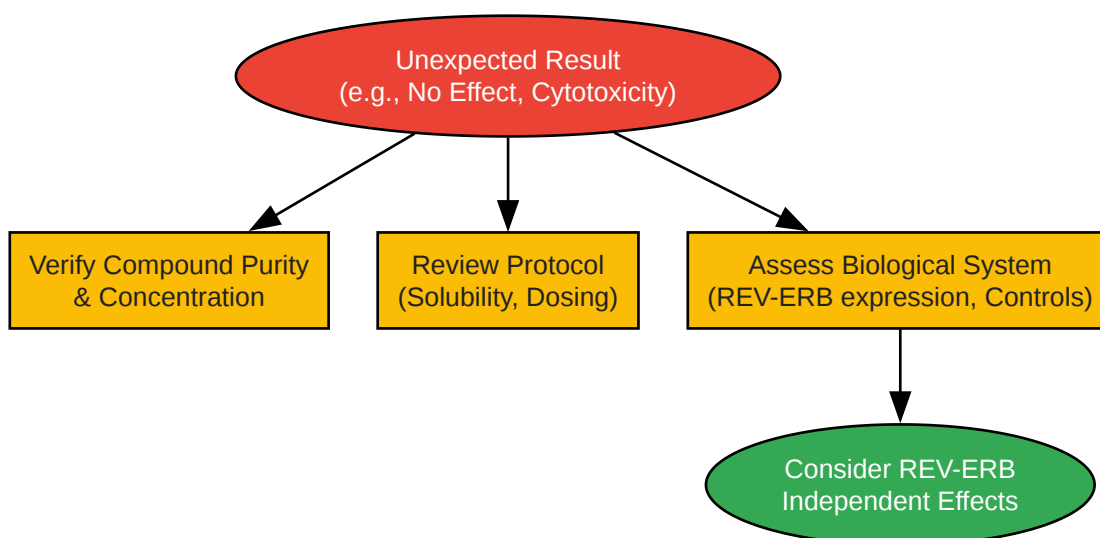 Unexpected Result
(e.g., No Effect, Cytotoxicity)
Verify Compound Purity
& Concentration
Review Protocol
(Solubility, Dosing)
Assess Biological System
(REV-ERB expression, Controls)
Consider REV-ERB
Independent Effects